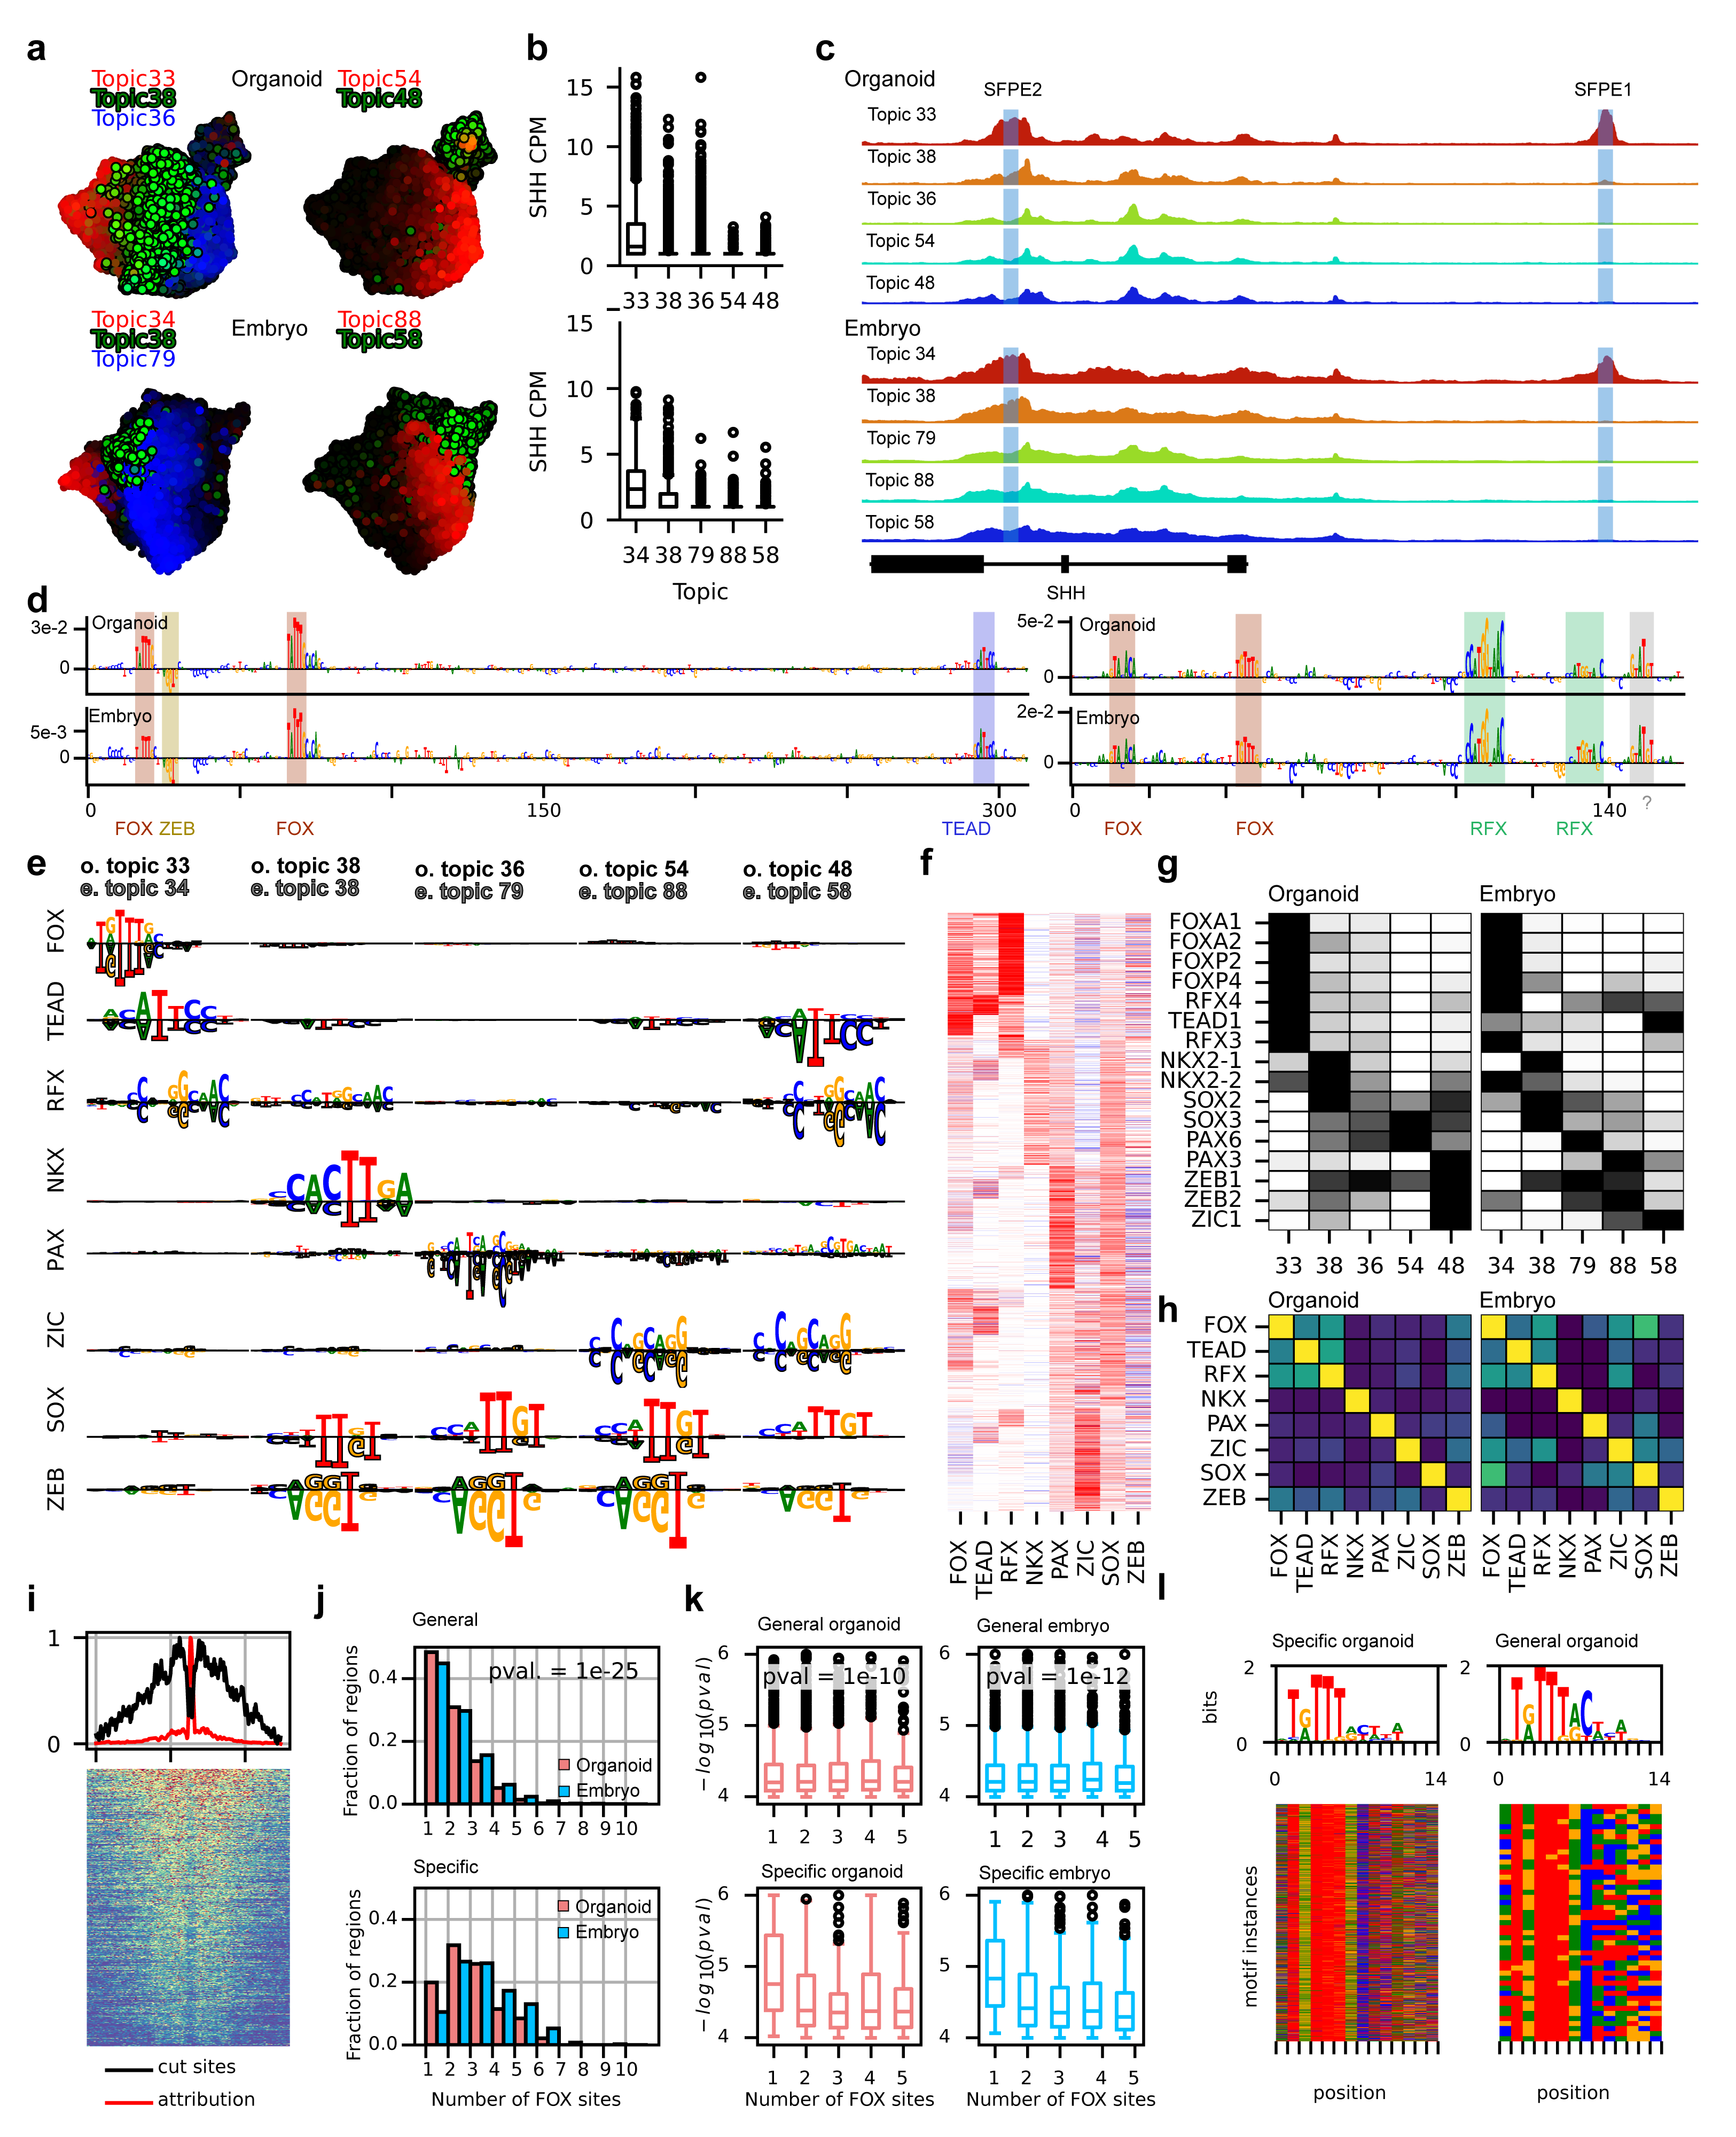 a
Topic33
Topic38
Topic36
Organoid
Topic54
Topic48
Topic34
Topic38
Topic79
Embryo
Topic88
Topic58
b
SHH CPM
15
10
5
0
33 38 36 54 48
SHH CPM
15
10
5
0
34 38 79 88 58
Topic
c
Organoid
SFPE2
SFPE1
Topic 33
Topic 38
Topic 36
Topic 54
Topic 48
Embryo
Topic 34
Topic 38
Topic 79
Topic 88
Topic 58
SHH
d
3e-2
0
Organoid
5e-3
0
Embryo
0 150 300
FOX ZEB FOX TEAD
5e-2
0
Organoid
2e-2
0
Embryo
0 140 ?
FOX FOX RFX RFX
e
o. topic 33 o. topic 38 o. topic 36 o. topic 54 o. topic 48
e. topic 34 e. topic 38 e. topic 79 e. topic 88 e. topic 58
FOX
TEAD
RFX
NKX
PAX
ZIC
SOX
ZEB
f
FOX TEAD RFX NKX PAX ZIC SOX ZEB
g
Organoid Embryo
FOXA1
FOXA2
FOXP2
FOXP4
RFX4
TEAD1
RFX3
NKX2-1
NKX2-2
SOX2
SOX3
PAX6
PAX3
ZEB1
ZEB2
ZIC1
33 38 36 54 48 34 38 79 88 58
h
Organoid Embryo
FOX
TEAD
RFX
NKX
PAX
ZIC
SOX
ZEB
FOX TEAD RFX NKX PAX ZIC SOX ZEB FOX TEAD RFX NKX PAX ZIC SOX ZEB
i
1
0
cut sites
attribution
j
General
Fraction of regions
0.4
0.2
0.0
pval. = 1e-25
Organoid
Embryo
1 2 3 4 5 6 7 8 9 10
Specific
Fraction of regions
0.4
0.2
0.0
Organoid
Embryo
1 2 3 4 5 6 7 8 9 10
Number of FOX sites
k
General organoid
General embryo
−log10(pval)
6
5
4
pval = 1e-10
1 2 3 4 5
6
5
4
pval = 1e-12
1 2 3 4 5
Specific organoid
Specific embryo
−log10(pval)
6
5
4
1 2 3 4 5
Number of FOX sites
6
5
4
1 2 3 4 5
Number of FOX sites
l
Specific organoid
General organoid
bits
2
0
0 14
2
0
0 14
motif instances
position
position